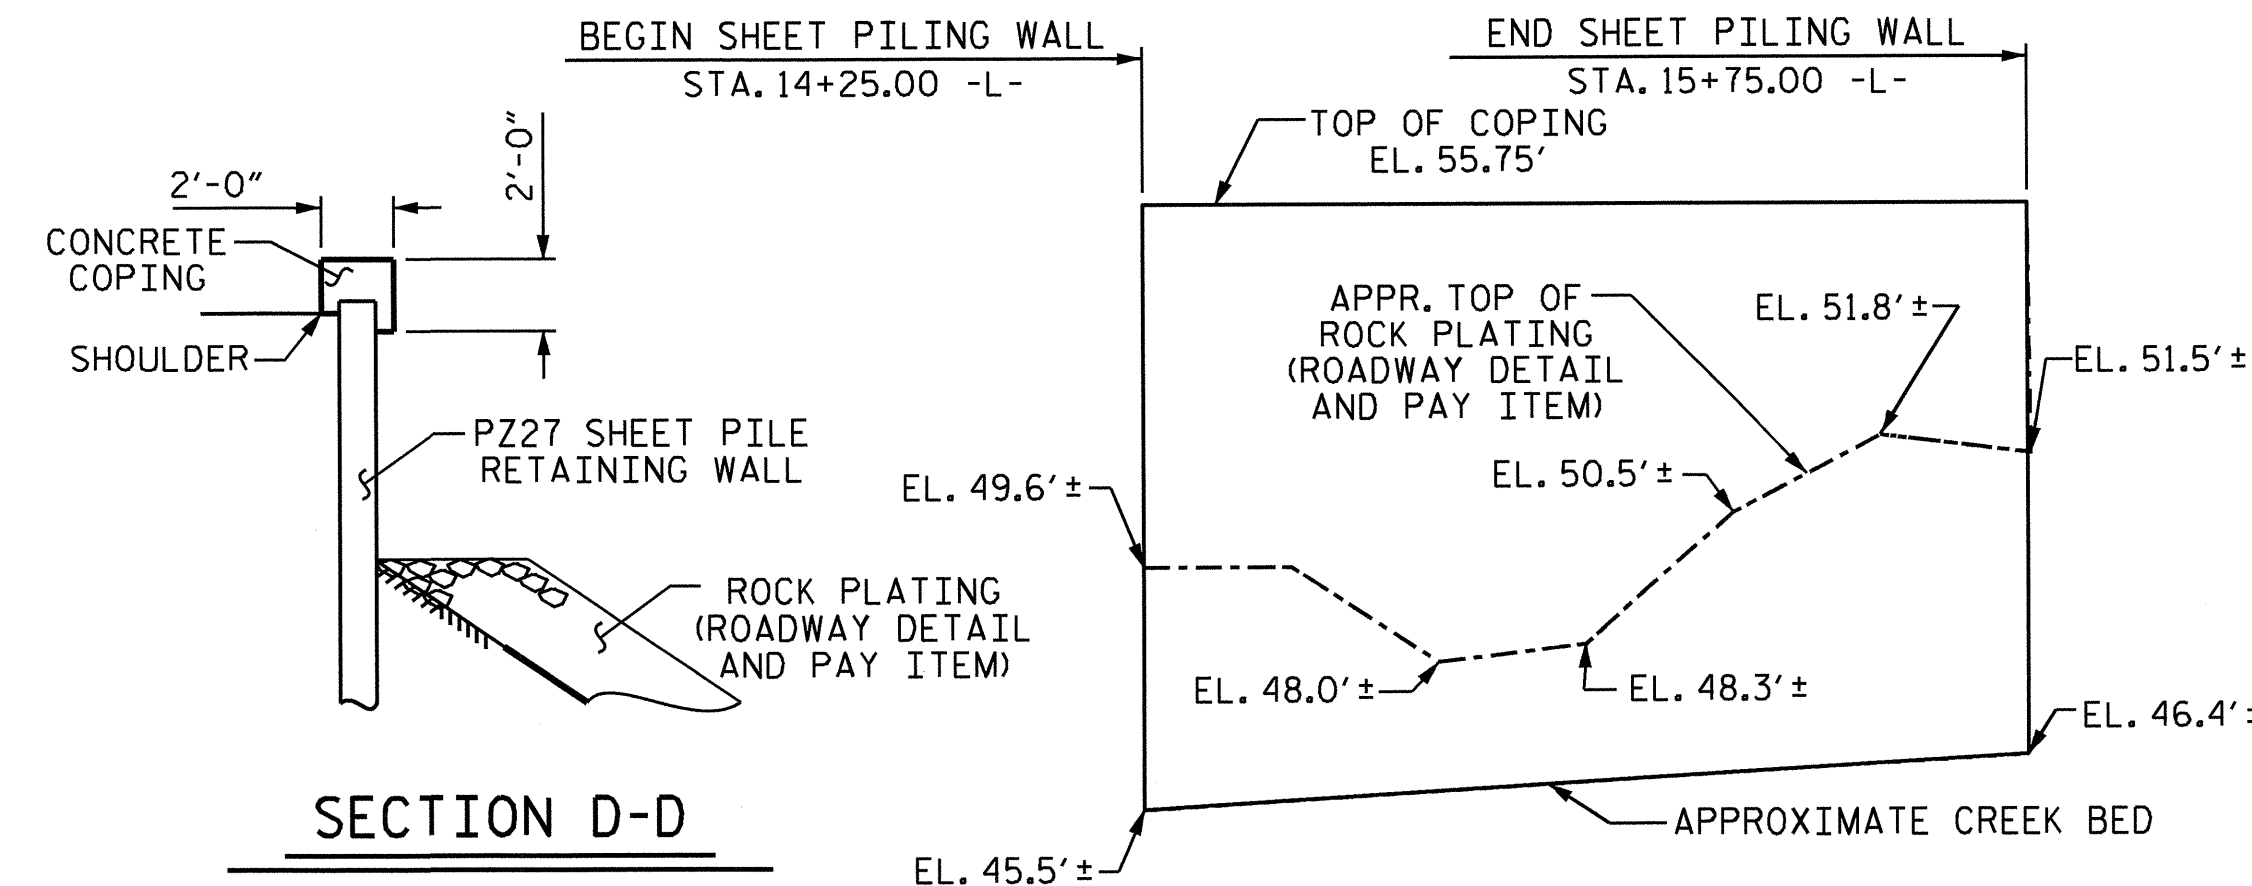 BEGIN SHEET PILING WALL
STA. 14+25.00 -L-
END SHEET PILING WALL
STA. 15+75.00 -L-
TOP OF COPING
EL. 55.75'
2'-0"
2'-0"
CONCRETE
COPING
SHOULDER
PZ27 SHEET PILE
RETAINING WALL
ROCK PLATING
(ROADWAY DETAIL
AND PAY ITEM)
SECTION D-D
APPR. TOP OF
ROCK PLATING
(ROADWAY DETAIL
AND PAY ITEM)
EL. 51.8'±
EL. 51.5'±
EL. 50.5'±
EL. 49.6'±
EL. 48.0'±
EL. 48.3'±
EL. 46.4'±
APPROXIMATE CREEK BED
EL. 45.5'±